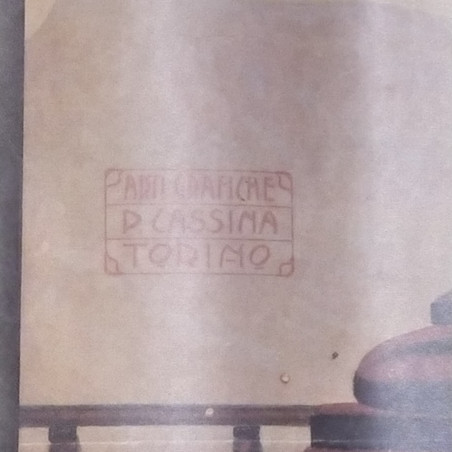 ARTI GRAFICHE
D CASSINA
TORINO